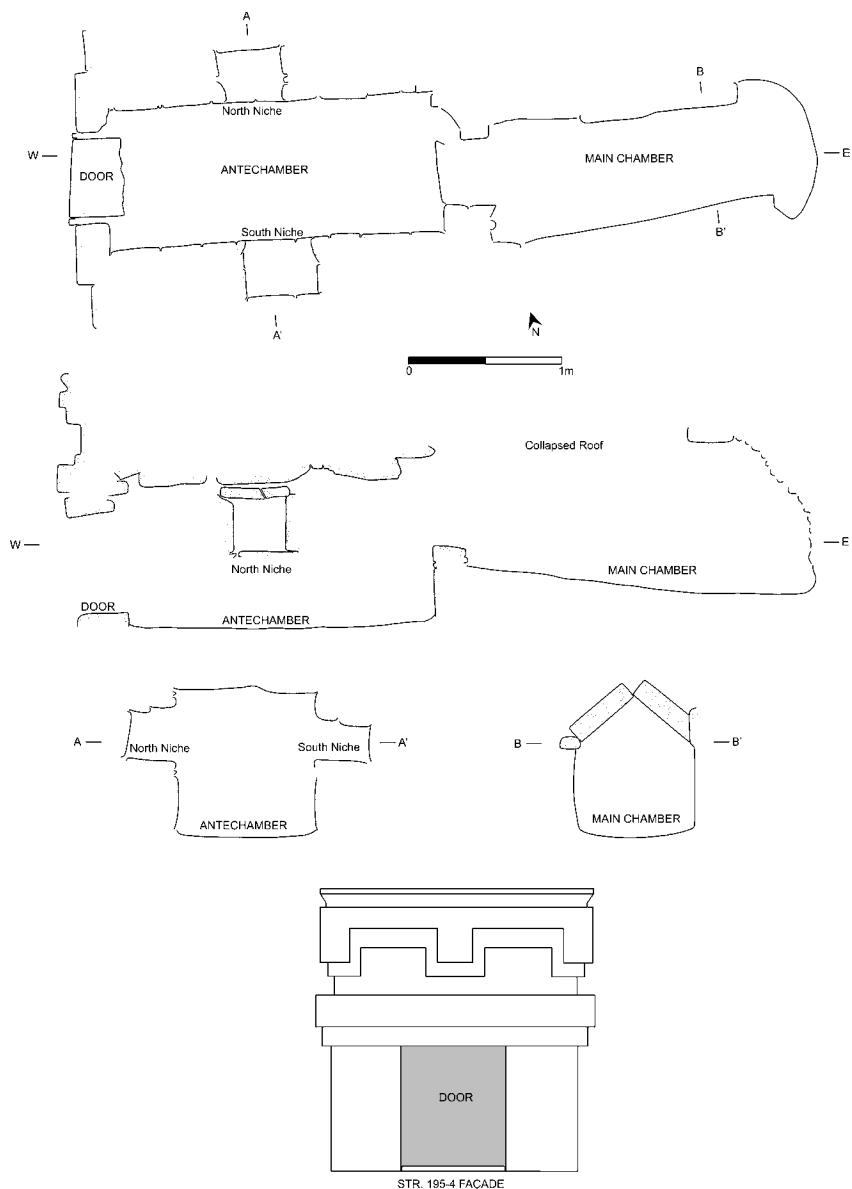 A
B
North Niche
W
E
DOOR
ANTECHAMBER
MAIN CHAMBER
South Niche
B'
A'
N
0
1m
Collapsed Roof
W
E
North Niche
MAIN CHAMBER
DOOR
ANTECHAMBER
A
North Niche
South Niche
A'
ANTECHAMBER
B
B'
MAIN CHAMBER
DOOR
STR. 195-4 FAÇADE